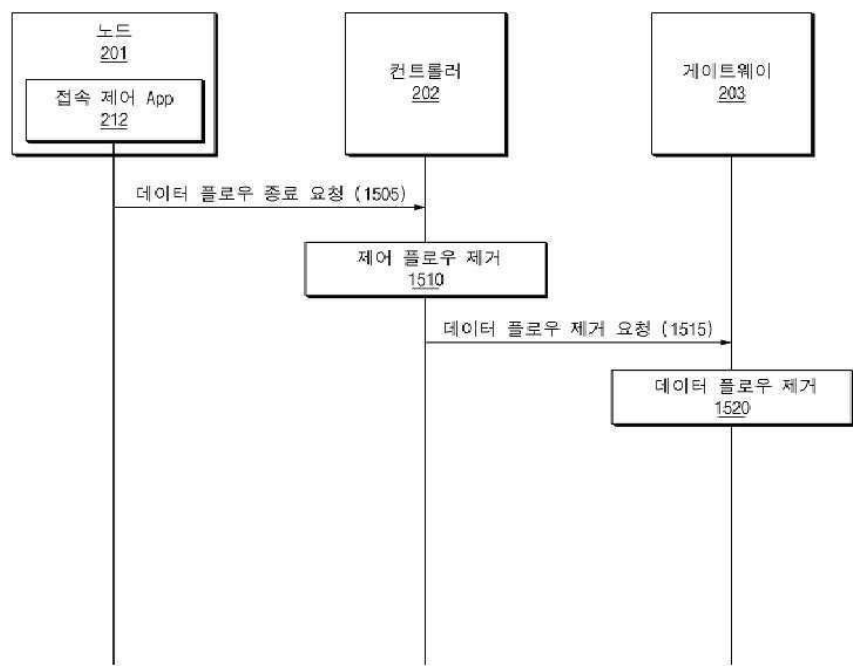 노드
201
접속 제어 App
212
컨트롤러
202
게이트웨이
203
데이터 플로우 종료 요청 (1505)
제어 플로우 제거
1510
데이터 플로우 제거 요청 (1515)
데이터 플로우 제거
1520